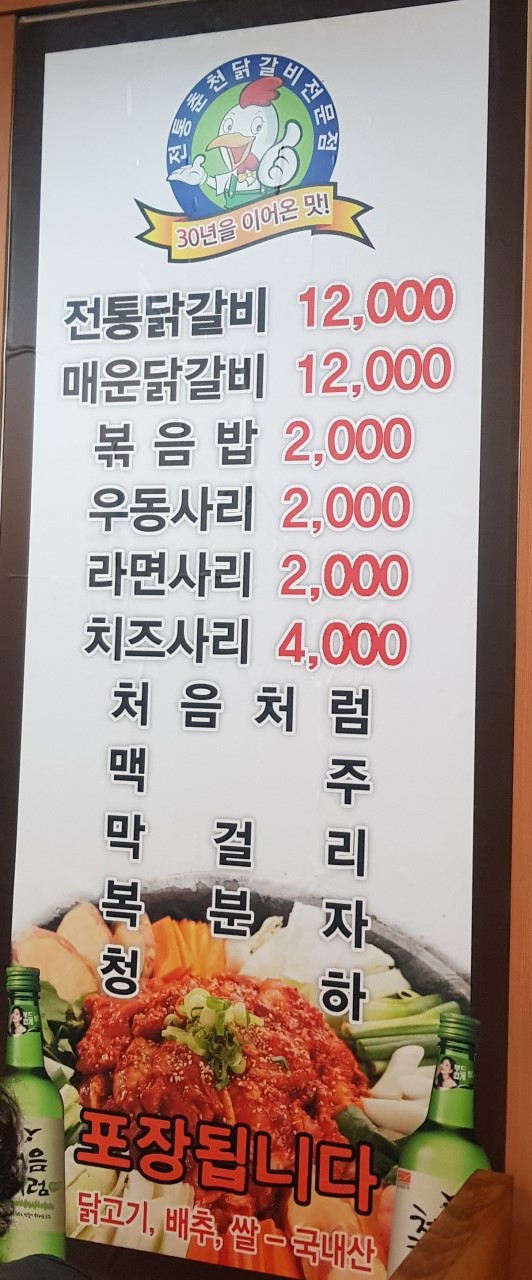 전통춘천닭갈비전문점
30년을 이어온 맛!
전통닭갈비 12,000
매운닭갈비 12,000
볶음밥 2,000
우동사리 2,000
라면사리 2,000
치즈사리 4,000
처음처럼
맥 주
막걸리
복분자
청 하
포장됩니다
닭고기, 배추, 쌀 – 국내산